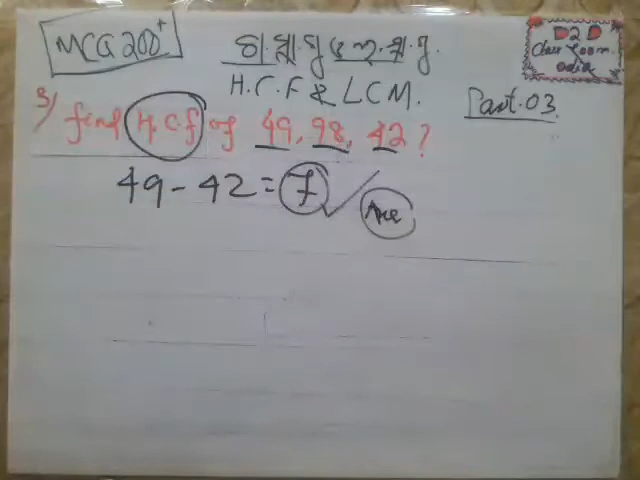 MCQ 200+
ଗ.ସା.ଗୁ ଓ ଲ.ସା.ଗୁ.
D2D
Class Room
Odia
H.C.F & LCM.
Part.03
3) find H.C.f of 49, 98, 42?
49 - 42 = 7 ✓ Ans